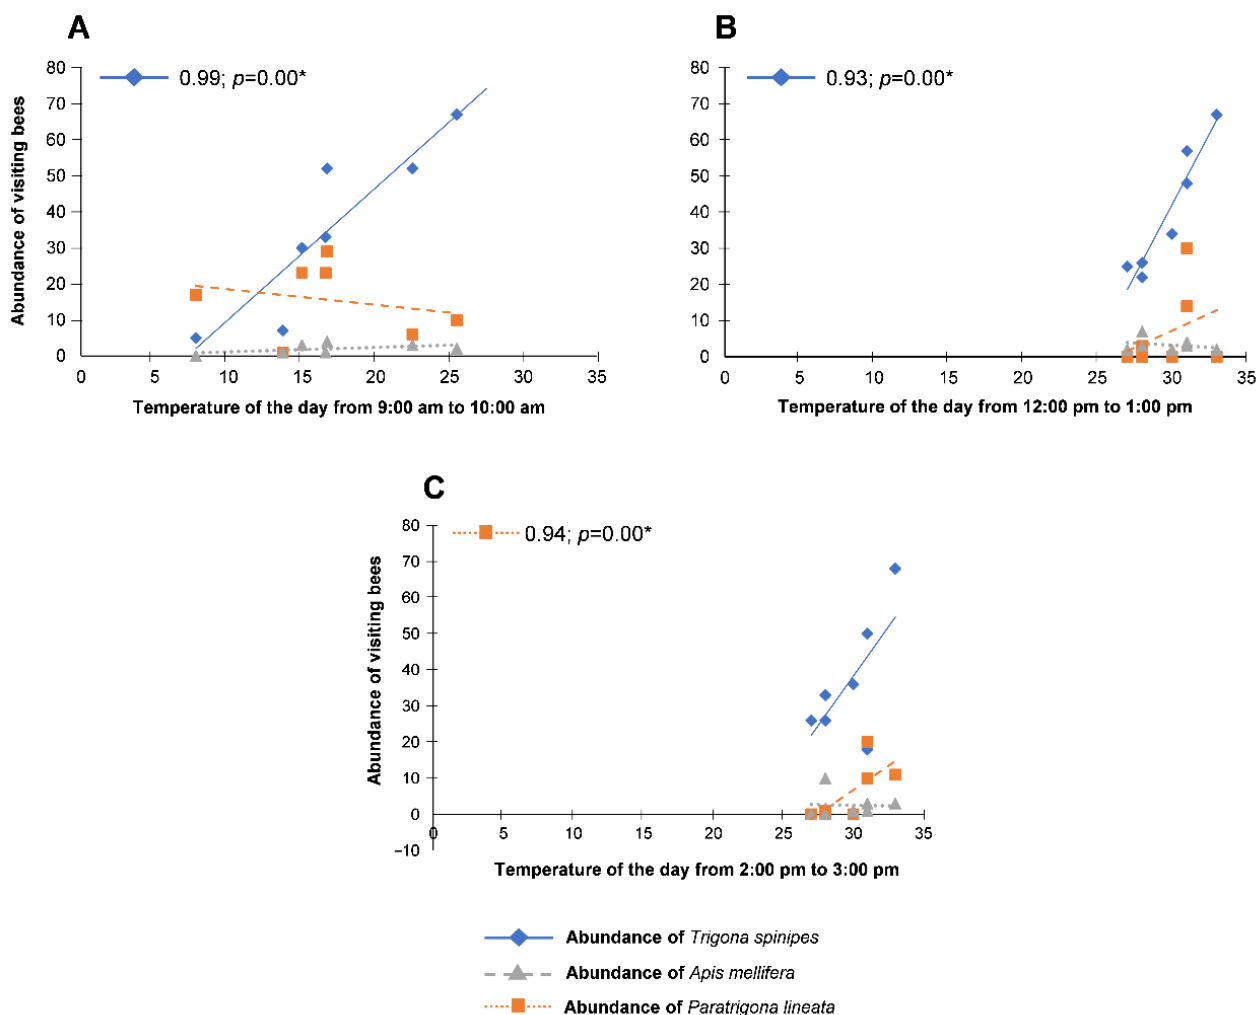 A
0.99; p=0.00*
80
70
60
50
40
30
20
10
0
Abundance of visiting bees
0 5 10 15 20 25 30 35
Temperature of the day from 9:00 am to 10:00 am
B
0.93; p=0.00*
80
70
60
50
40
30
20
10
0
0 5 10 15 20 25 30 35
Temperature of the day from 12:00 pm to 1:00 pm
C
0.94; p=0.00*
80
70
60
50
40
30
20
10
0
–10
Abundance of visiting bees
0 5 10 15 20 25 30 35
Temperature of the day from 2:00 pm to 3:00 pm
Abundance of Trigona spinipes
Abundance of Apis mellifera
Abundance of Paratrigona lineata